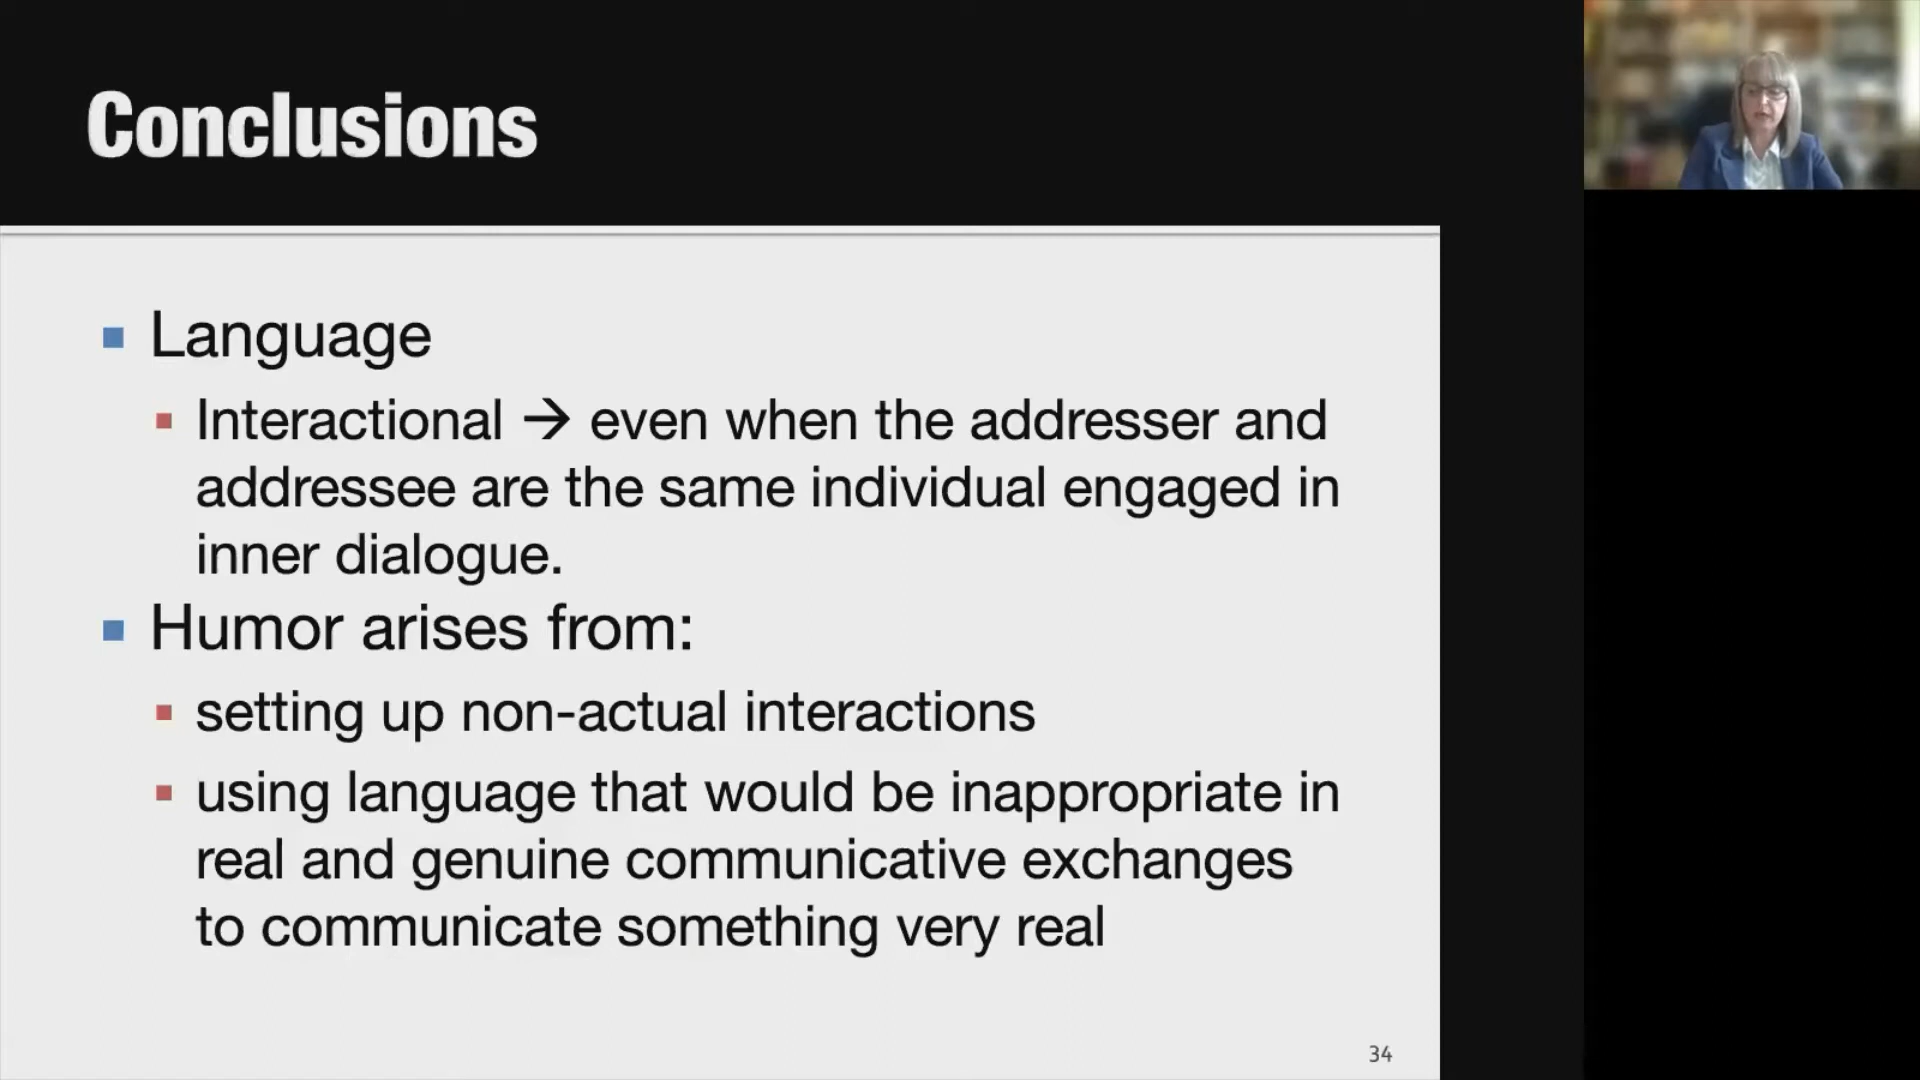 Conclusions
Language
Interactional → even when the addresser and
addressee are the same individual engaged in
inner dialogue.
Humor arises from:
setting up non-actual interactions
using language that would be inappropriate in
real and genuine communicative exchanges
to communicate something very real
34